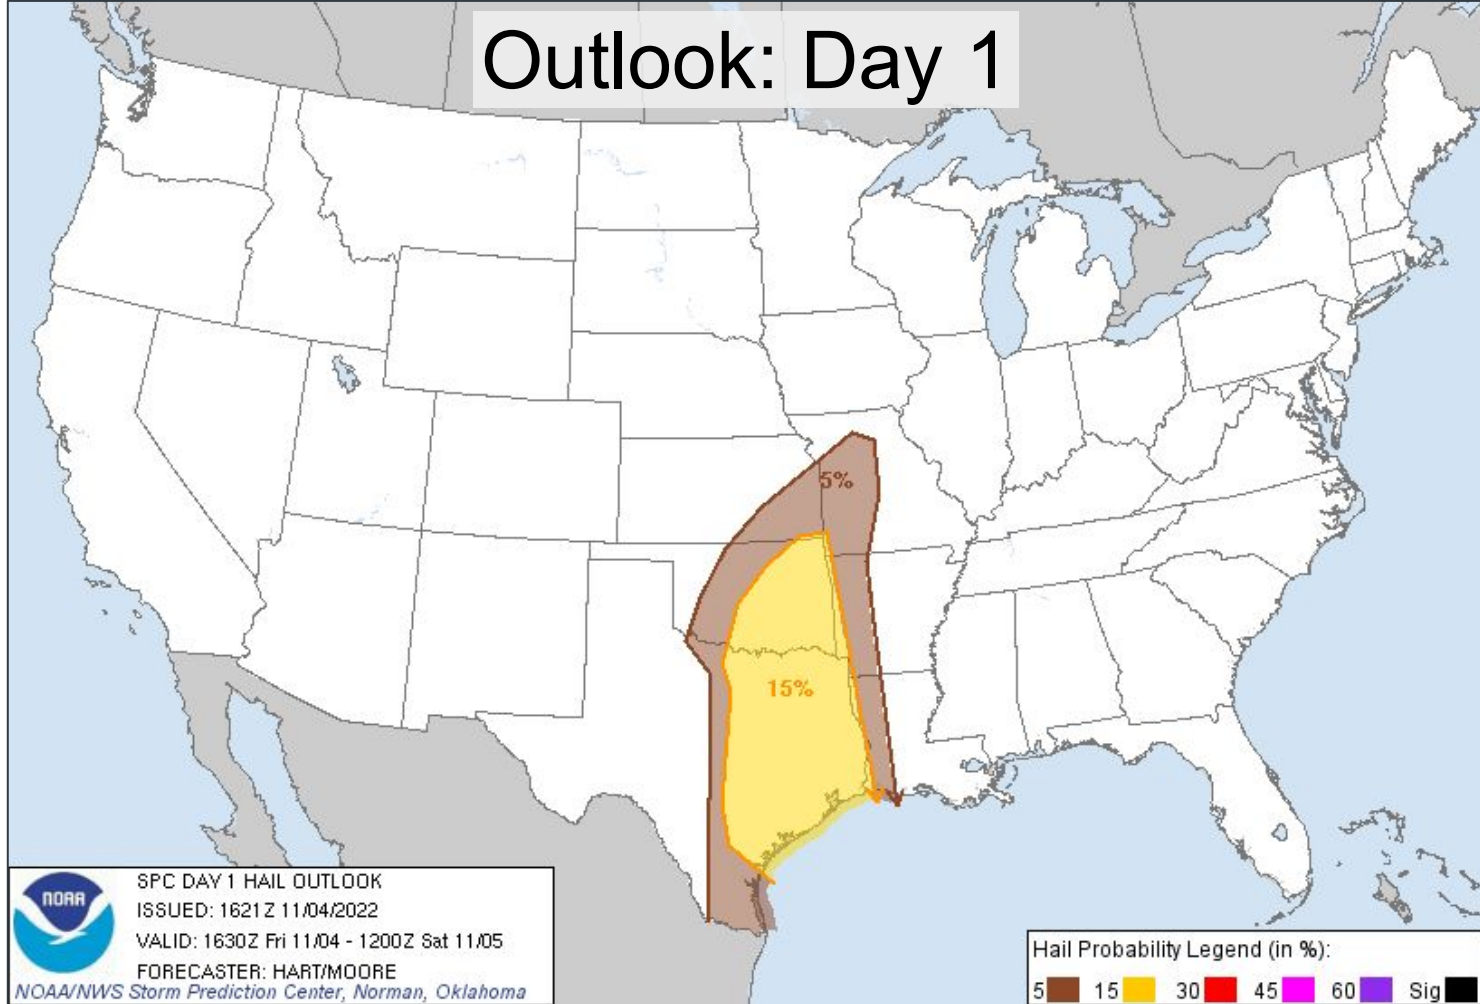 Outlook: Day 1
5%
15%
NOAA
SPC DAY 1 HAIL OUTLOOK
ISSUED: 1621Z 11/04/2022
VALID: 1630Z Fri 11/04 - 1200Z Sat 11/05
FORECASTER: HART/MOORE
NOAA/NWS Storm Prediction Center, Norman, Oklahoma
Hail Probability Legend (in %):
5 15 30 45 60 Sig